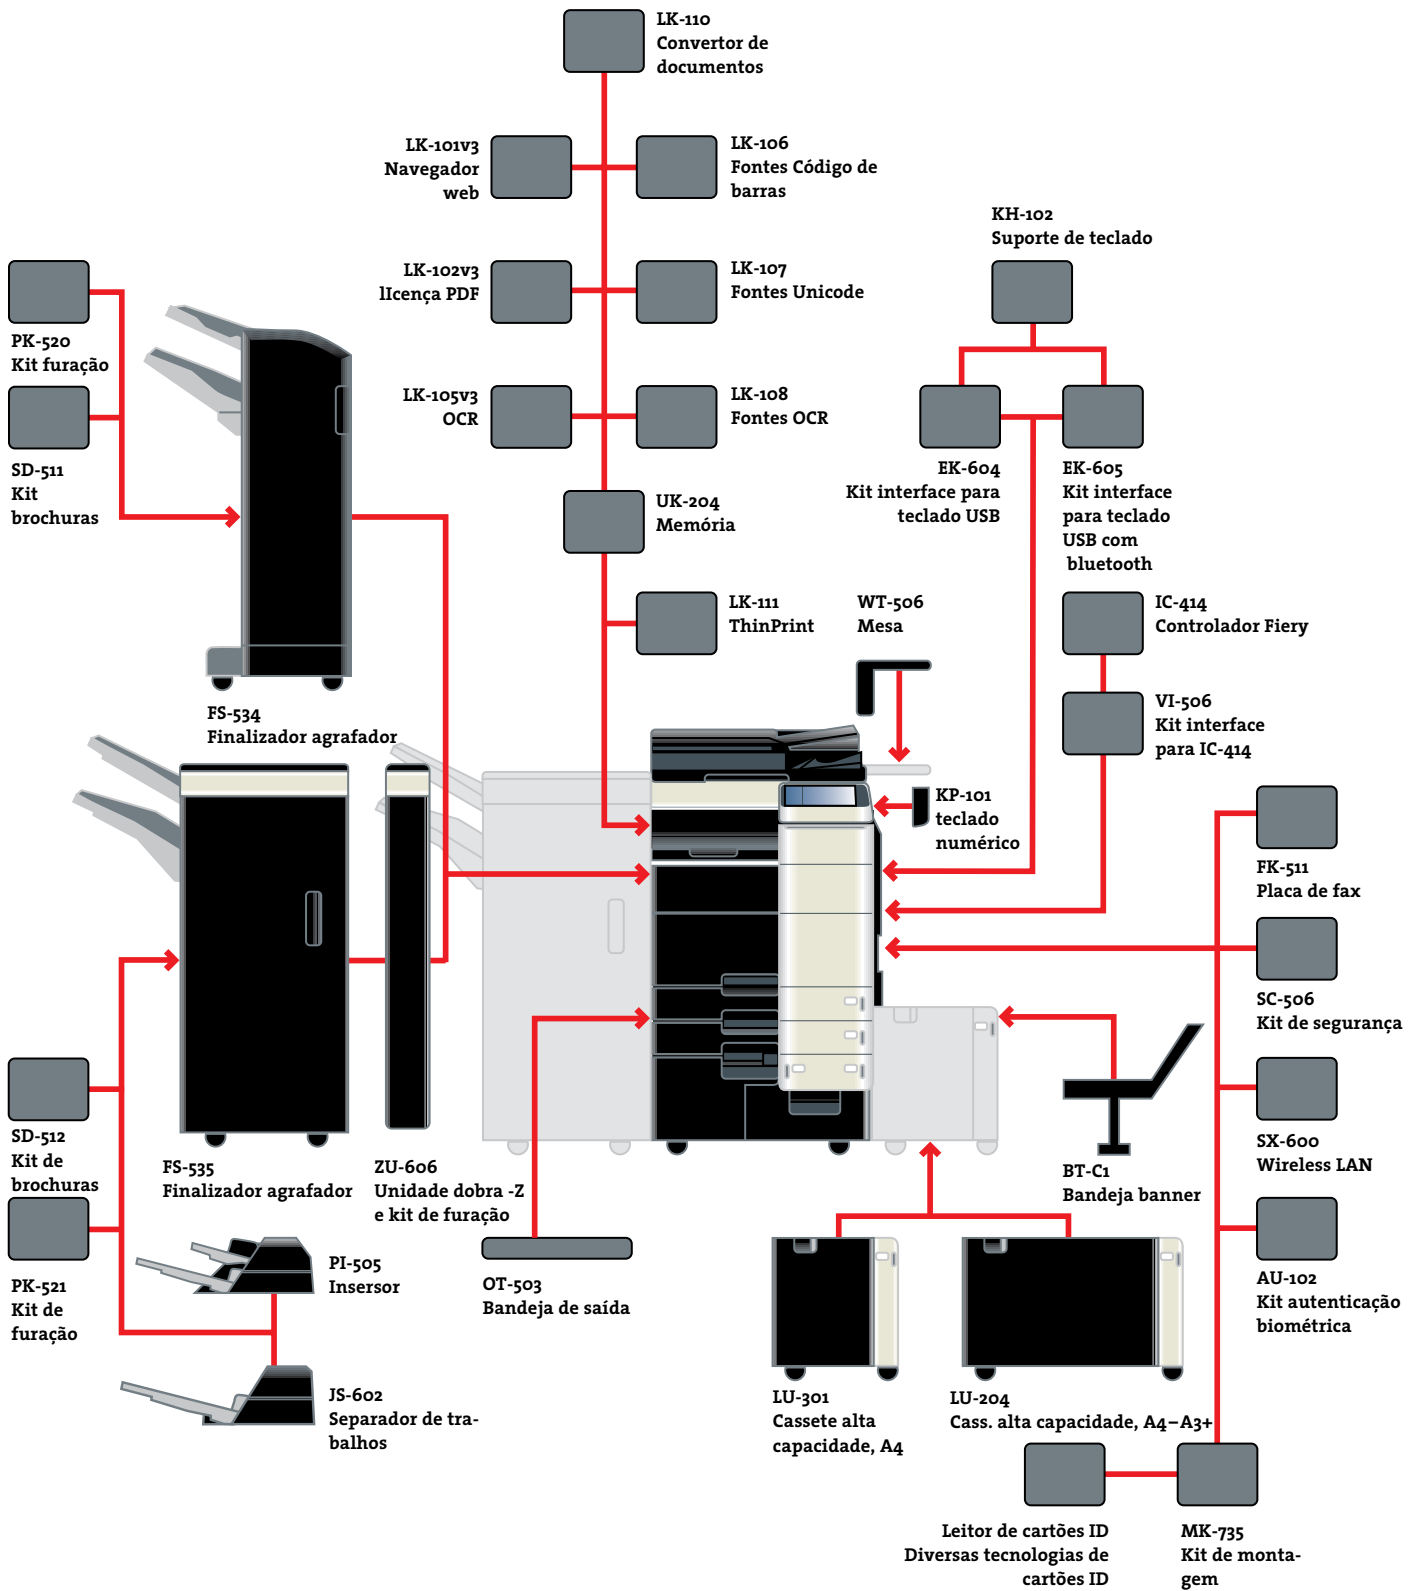 LK-110
Convertor de
documentos
LK-101v3
Navegador
web
LK-106
Fontes Código de
barras
KH-102
Suporte de teclado
LK-102v3
lIcença PDF
LK-107
Fontes Unicode
PK-520
Kit furação
LK-105v3
OCR
LK-108
Fontes OCR
SD-511
Kit
brochuras
EK-604
Kit interface para
teclado USB
EK-605
Kit interface
para teclado
USB com
bluetooth
UK-204
Memória
LK-111
ThinPrint
WT-506
Mesa
IC-414
Controlador Fiery
VI-506
Kit interface
para IC-414
FS-534
Finalizador agrafador
KP-101
teclado
numérico
FK-511
Placa de fax
SC-506
Kit de segurança
SD-512
Kit de
brochuras
FS-535
Finalizador agrafador
ZU-606
Unidade dobra -Z
e kit de furação
BT-C1
Bandeja banner
SX-600
Wireless LAN
PK-521
Kit de
furação
PI-505
Insersor
OT-503
Bandeja de saída
AU-102
Kit autenticação
biométrica
JS-602
Separador de tra-
balhos
LU-301
Cassete alta
capacidade, A4
LU-204
Cass. alta capacidade, A4–A3+
Leitor de cartões ID
Diversas tecnologias de
cartões ID
MK-735
Kit de monta-
gem